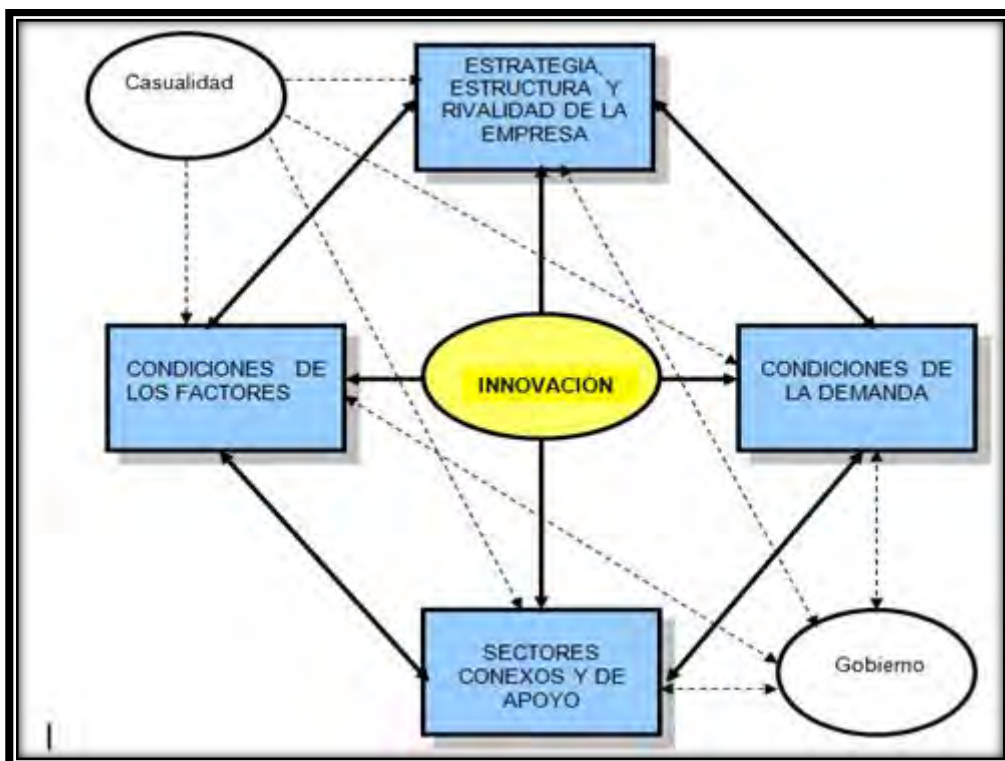 Casualidad
ESTRATEGIA,
ESTRUCTURA Y
RIVALIDAD DE LA
EMPRESA
CONDICIONES DE
LOS FACTORES
INNOVACIÓN
CONDICIONES DE
LA DEMANDA
SECTORES
CONEXOS Y DE
APOYO
Gobierno